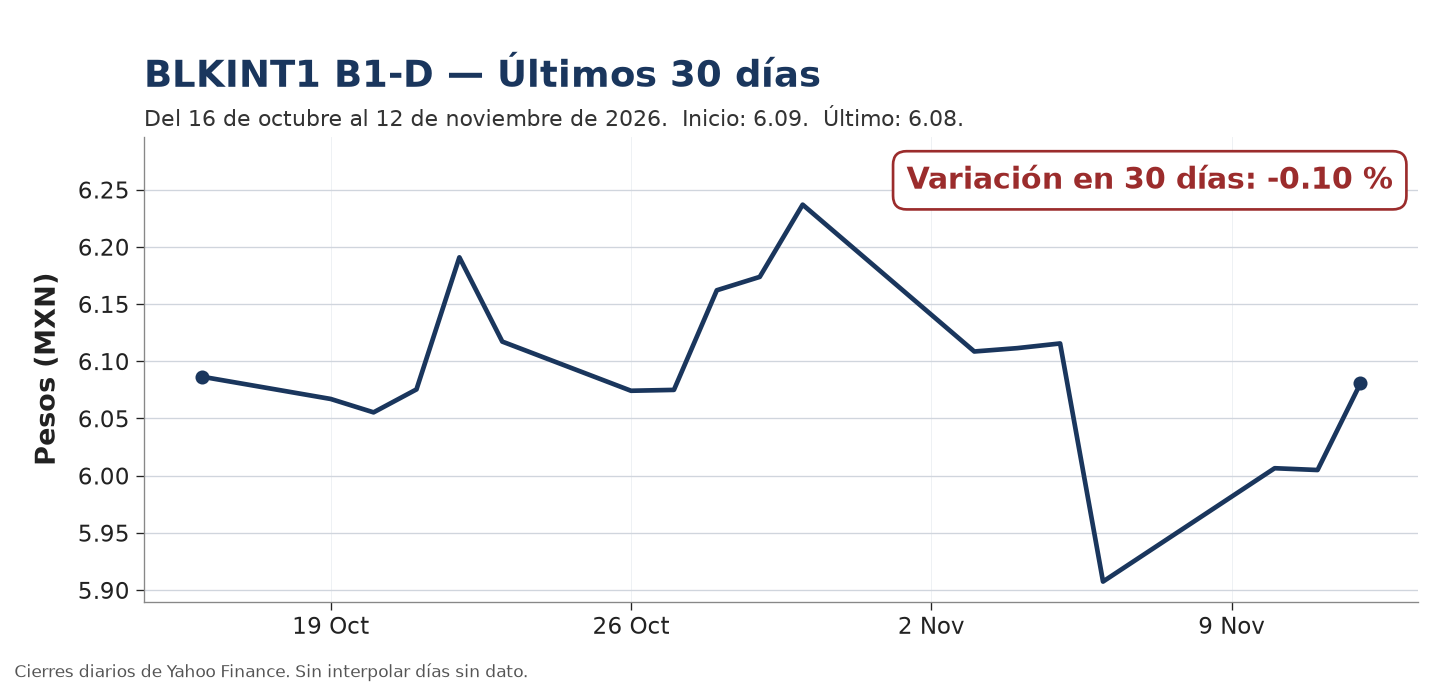 BLKINT1 B1-D — Últimos 30 días
Del 16 de octubre al 12 de noviembre de 2026.  Inicio: 6.09.  Último: 6.08.
Variación en 30 días: -0.10 %
Pesos (MXN)
6.25
6.20
6.15
6.10
6.05
6.00
5.95
5.90
19 Oct
26 Oct
2 Nov
9 Nov
Cierres diarios de Yahoo Finance. Sin interpolar días sin dato.